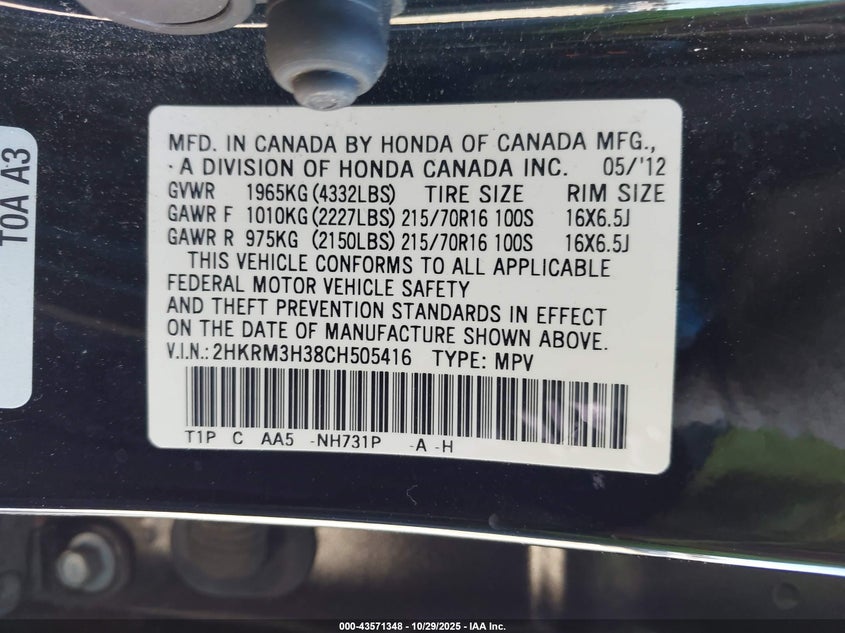 T0A A3
MFD. IN CANADA BY HONDA OF CANADA MFG.,
A DIVISION OF HONDA CANADA INC. 05/'12
GVWR 1965KG (4332LBS) TIRE SIZE RIM SIZE
GAWR F 1010KG (2227LBS) 215/70R16 100S 16X6.5J
GAWR R 975KG (2150LBS) 215/70R16 100S 16X6.5J
THIS VEHICLE CONFORMS TO ALL APPLICABLE
FEDERAL MOTOR VEHICLE SAFETY
AND THEFT PREVENTION STANDARDS IN EFFECT
ON THE DATE OF MANUFACTURE SHOWN ABOVE.
V.I.N.: 2HKRM3H38CH505416 TYPE: MPV
T1P C AA5 -NH731P -A -H
000-43571348 - 10/29/2025 - IAA Inc.